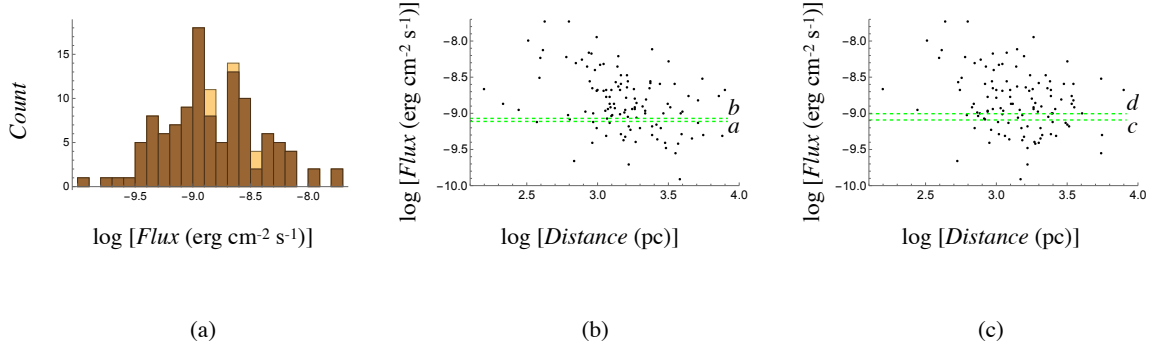 Count
15
10
5
0
−9.5
−9.0
−8.5
−8.0
log [Flux (erg cm-2 s-1)]
(a)
log [Flux (erg cm-2 s-1)]
−8.0
−8.5
−9.0
−9.5
−10.0
b
a
2.5
3.0
3.5
4.0
log [Distance (pc)]
(b)
log [Flux (erg cm-2 s-1)]
−8.0
−8.5
−9.0
−9.5
−10.0
d
c
2.5
3.0
3.5
4.0
log [Distance (pc)]
(c)